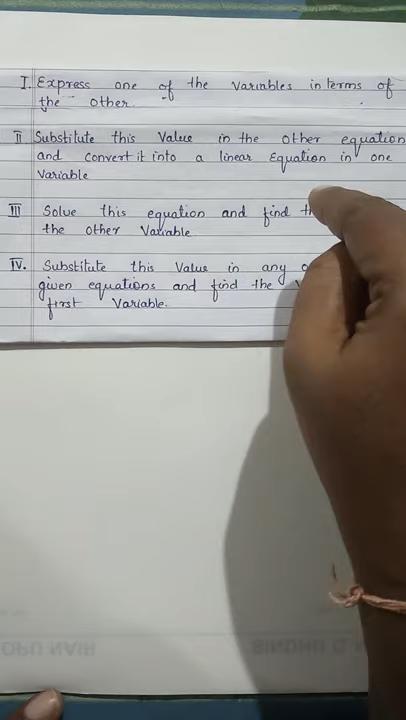 I. Express one of the Variables in terms of
the other.
II Substitute this Value in the other equation
and convert it into a linear Equation in one
Variable
III Solve this equation and find
the other Variable
IV. Substitute this Value in any
given equations and find the
first Variable.